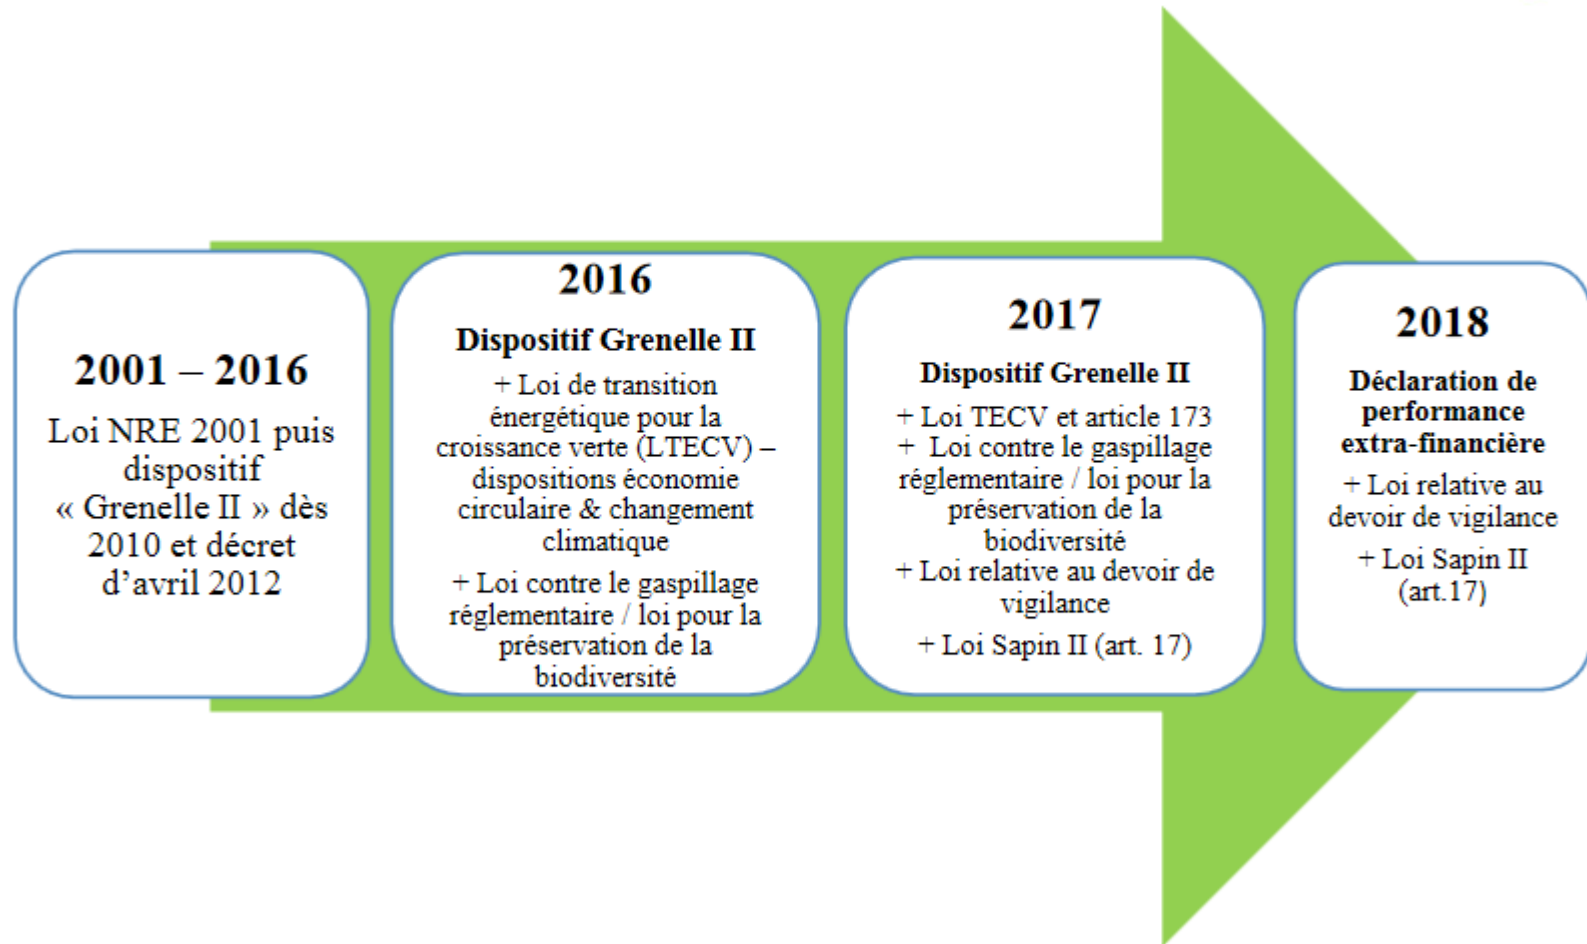 2001 – 2016
Loi NRE 2001 puis
dispositif
« Grenelle II » dès
2010 et décret
d’avril 2012
2016
Dispositif Grenelle II
+ Loi de transition
énergétique pour la
croissance verte (LTECV) –
dispositions économie
circulaire & changement
climatique
+ Loi contre le gaspillage
réglementaire / loi pour la
préservation de la
biodiversité
2017
Dispositif Grenelle II
+ Loi TECV et article 173
+ Loi contre le gaspillage
réglementaire / loi pour la
préservation de la
biodiversité
+ Loi relative au devoir de
vigilance
+ Loi Sapin II (art. 17)
2018
Déclaration de
performance
extra-financière
+ Loi relative au
devoir de vigilance
+ Loi Sapin II
(art.17)